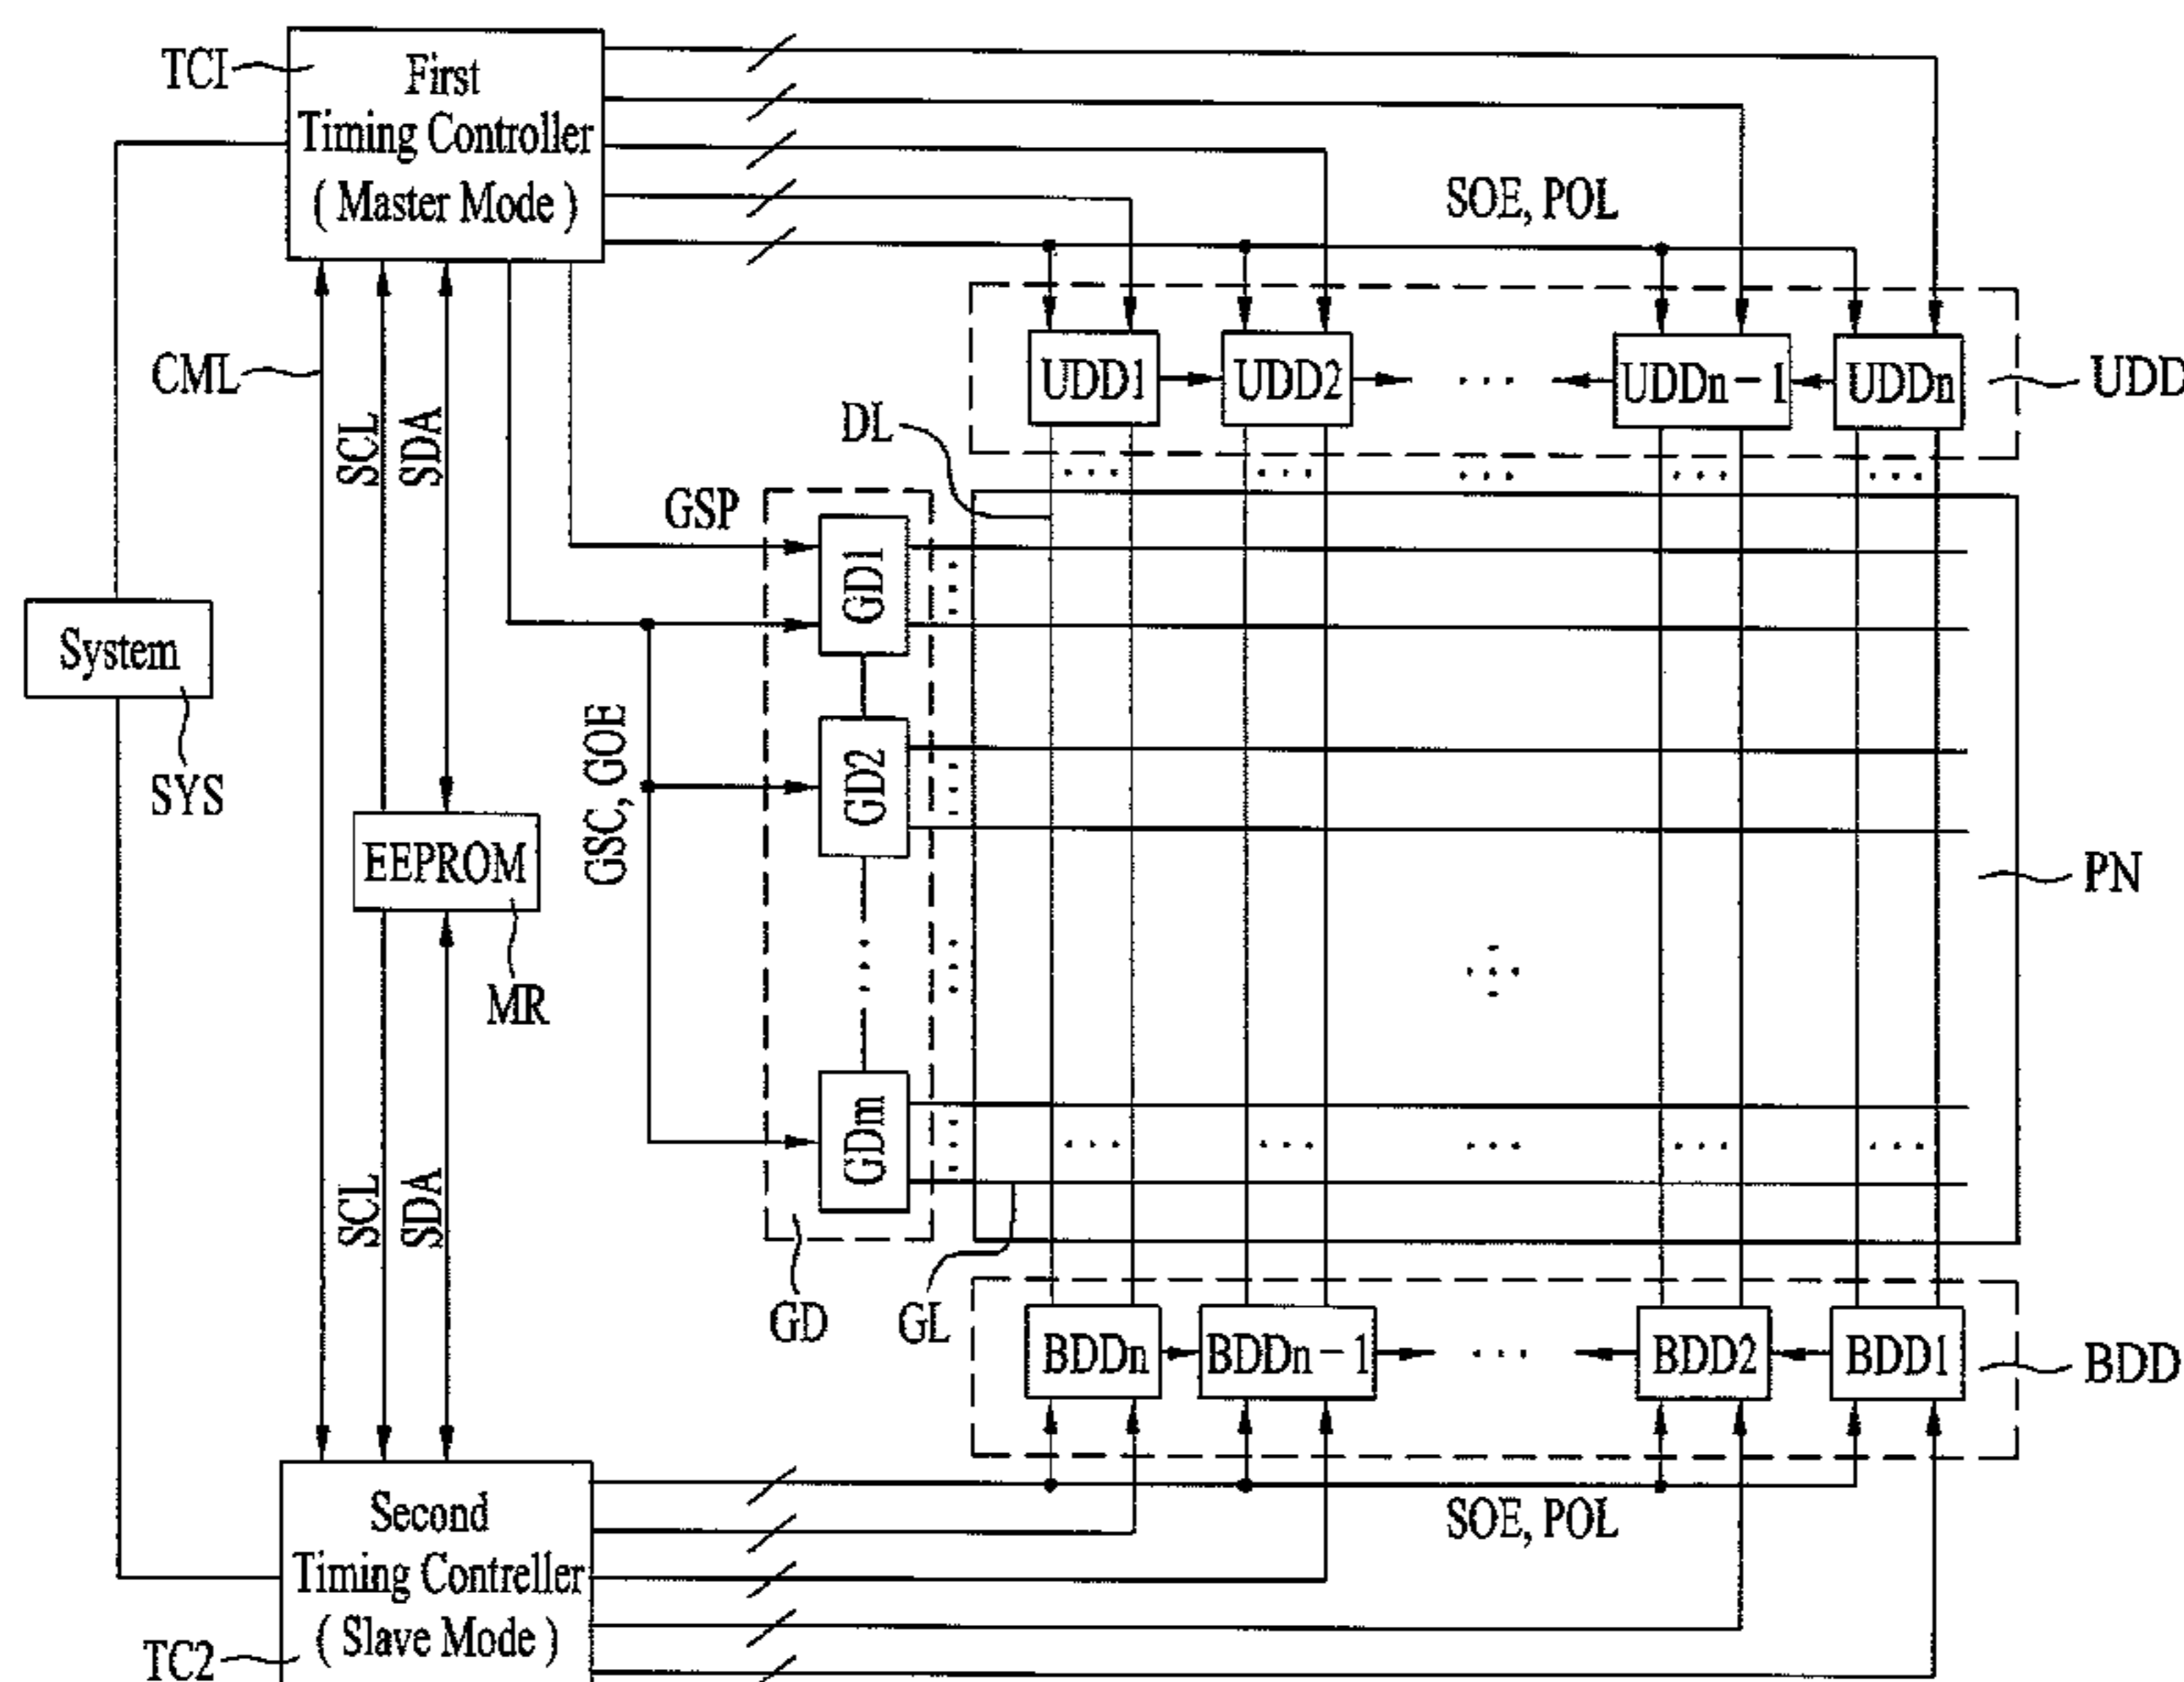 TCI
First
Timing Controller
( Master Mode )
SOE, POL
CML
SCL
SDA
UDD1
UDD2
UDDn-1
UDDn
UDD
DL
GSP
GD1
System
SYS
GSC, GOE
GD2
EEPROM
MR
PN
GDm
SCL
SDA
GD
GL
BDDn
BDDn-1
BDD2
BDD1
BDD
SOE, POL
Second
Timing Contreller
( Slave Mode )
TC2